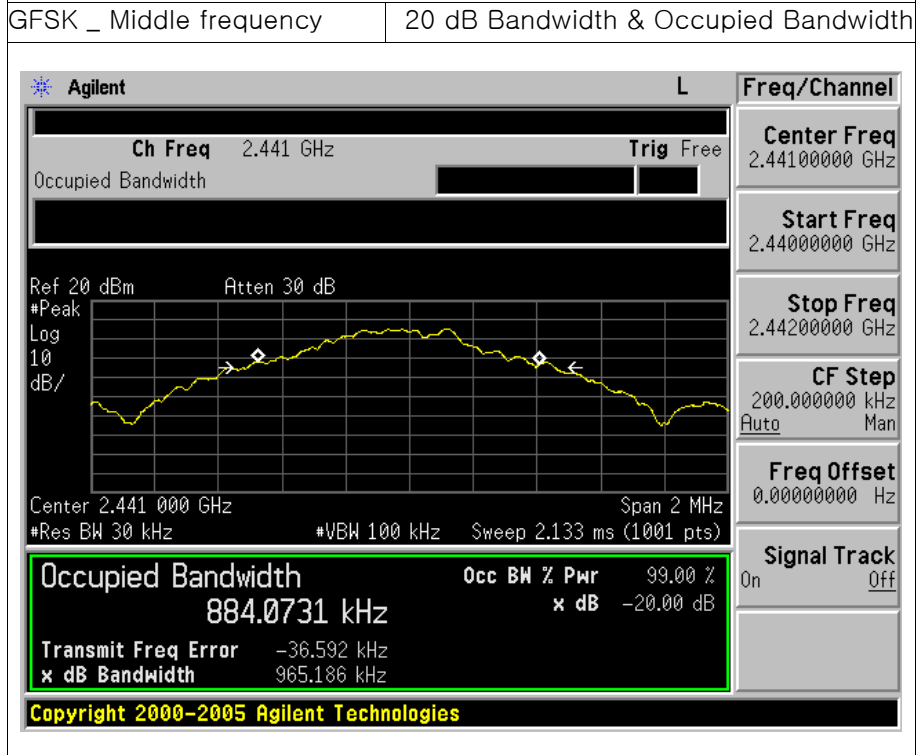 GFSK _ Middle frequency 20 dB Bandwidth & Occupied Bandwidth
Agilent L Freq/Channel
Ch Freq 2.441 GHz Trig Free
Occupied Bandwidth
Center Freq
2.44100000 GHz
Start Freq
2.44000000 GHz
Stop Freq
2.44200000 GHz
CF Step
200.000000 kHz
Auto Man
Freq Offset
0.00000000 Hz
Signal Track
On Off
Ref 20 dBm Atten 30 dB
#Peak
Log
10
dB/
Center 2.441 000 GHz Span 2 MHz
#Res BW 30 kHz #VBW 100 kHz Sweep 2.133 ms (1001 pts)
Occupied Bandwidth Occ BW % Pwr 99.00 %
884.0731 kHz x dB -20.00 dB
Transmit Freq Error -36.592 kHz
x dB Bandwidth 965.186 kHz
Copyright 2000-2005 Agilent Technologies